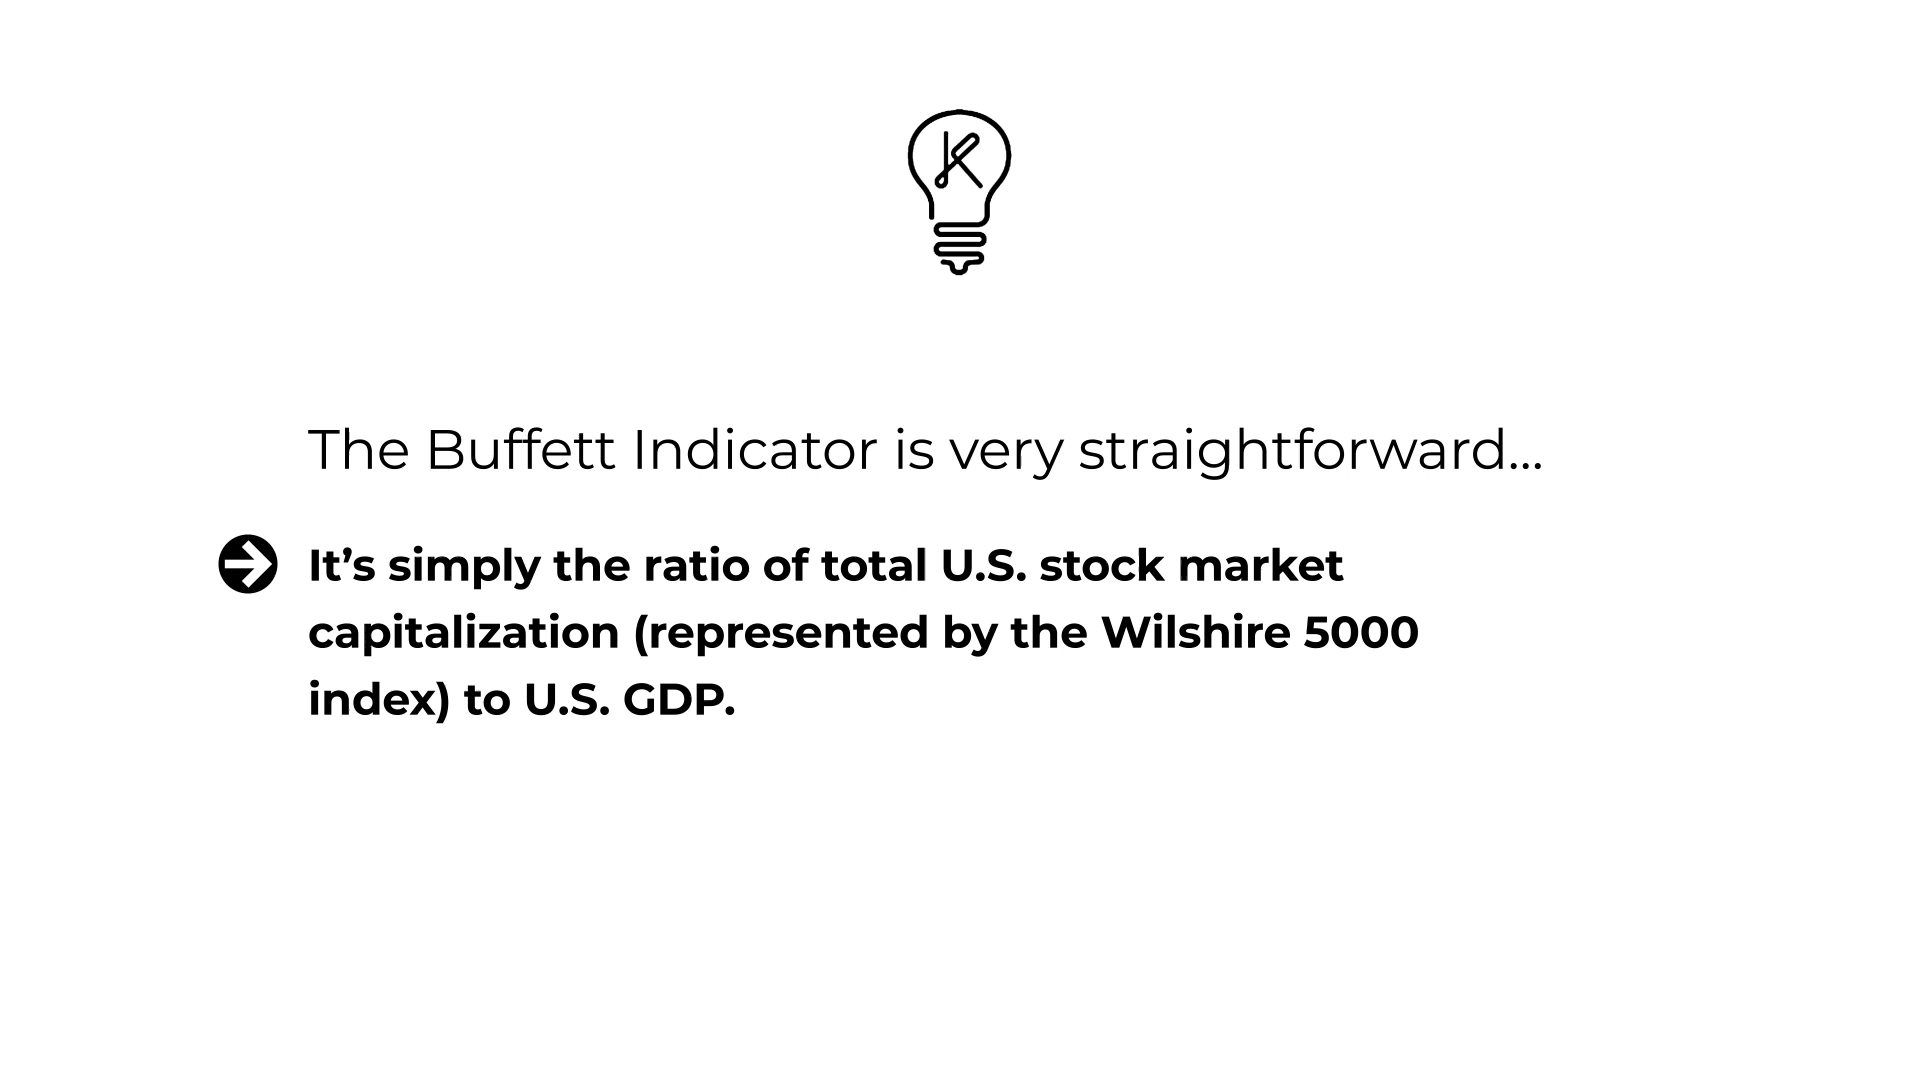 K
The Buffett Indicator is very straightforward...
It’s simply the ratio of total U.S. stock market
capitalization (represented by the Wilshire 5000
index) to U.S. GDP.